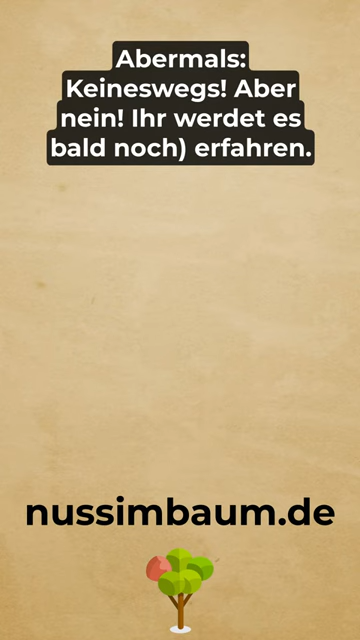 Abermals:
Keineswegs! Aber
nein! Ihr werdet es
bald noch) erfahren.
nussimbaum.de